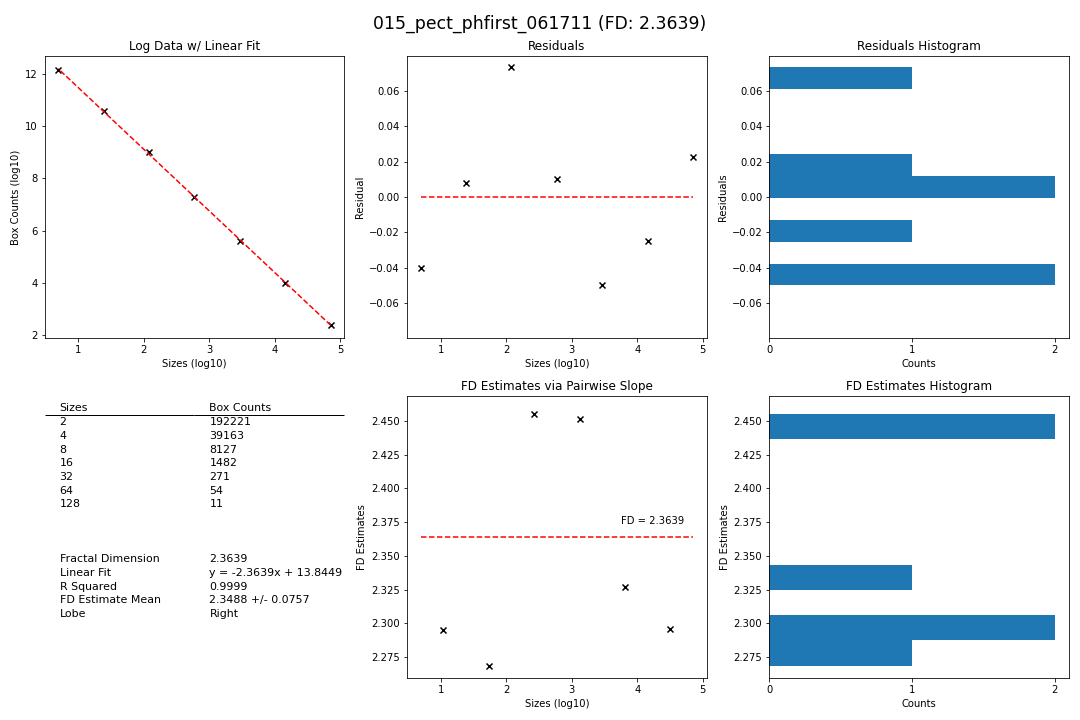 015_pect_phfirst_061711 (FD: 2.3639)
Log Data w/ Linear Fit
Box Counts (log10)
12
10
8
6
4
2
1 2 3 4 5
Sizes (log10)
Residuals
Residual
0.06
0.04
0.02
0.00
−0.02
−0.04
−0.06
1 2 3 4 5
Sizes (log10)
Residuals Histogram
Residuals
0.06
0.04
0.02
0.00
−0.02
−0.04
−0.06
0 1 2
Counts
Sizes Box Counts
2 192221
4 39163
8 8127
16 1482
32 271
64 54
128 11
Fractal Dimension 2.3639
Linear Fit y = -2.3639x + 13.8449
R Squared 0.9999
FD Estimate Mean 2.3488 +/- 0.0757
Lobe Right
FD Estimates via Pairwise Slope
FD Estimates
2.450
2.425
2.400
2.375
2.350
2.325
2.300
2.275
FD = 2.3639
1 2 3 4 5
Sizes (log10)
FD Estimates Histogram
FD Estimates
2.450
2.425
2.400
2.375
2.350
2.325
2.300
2.275
0 1 2
Counts